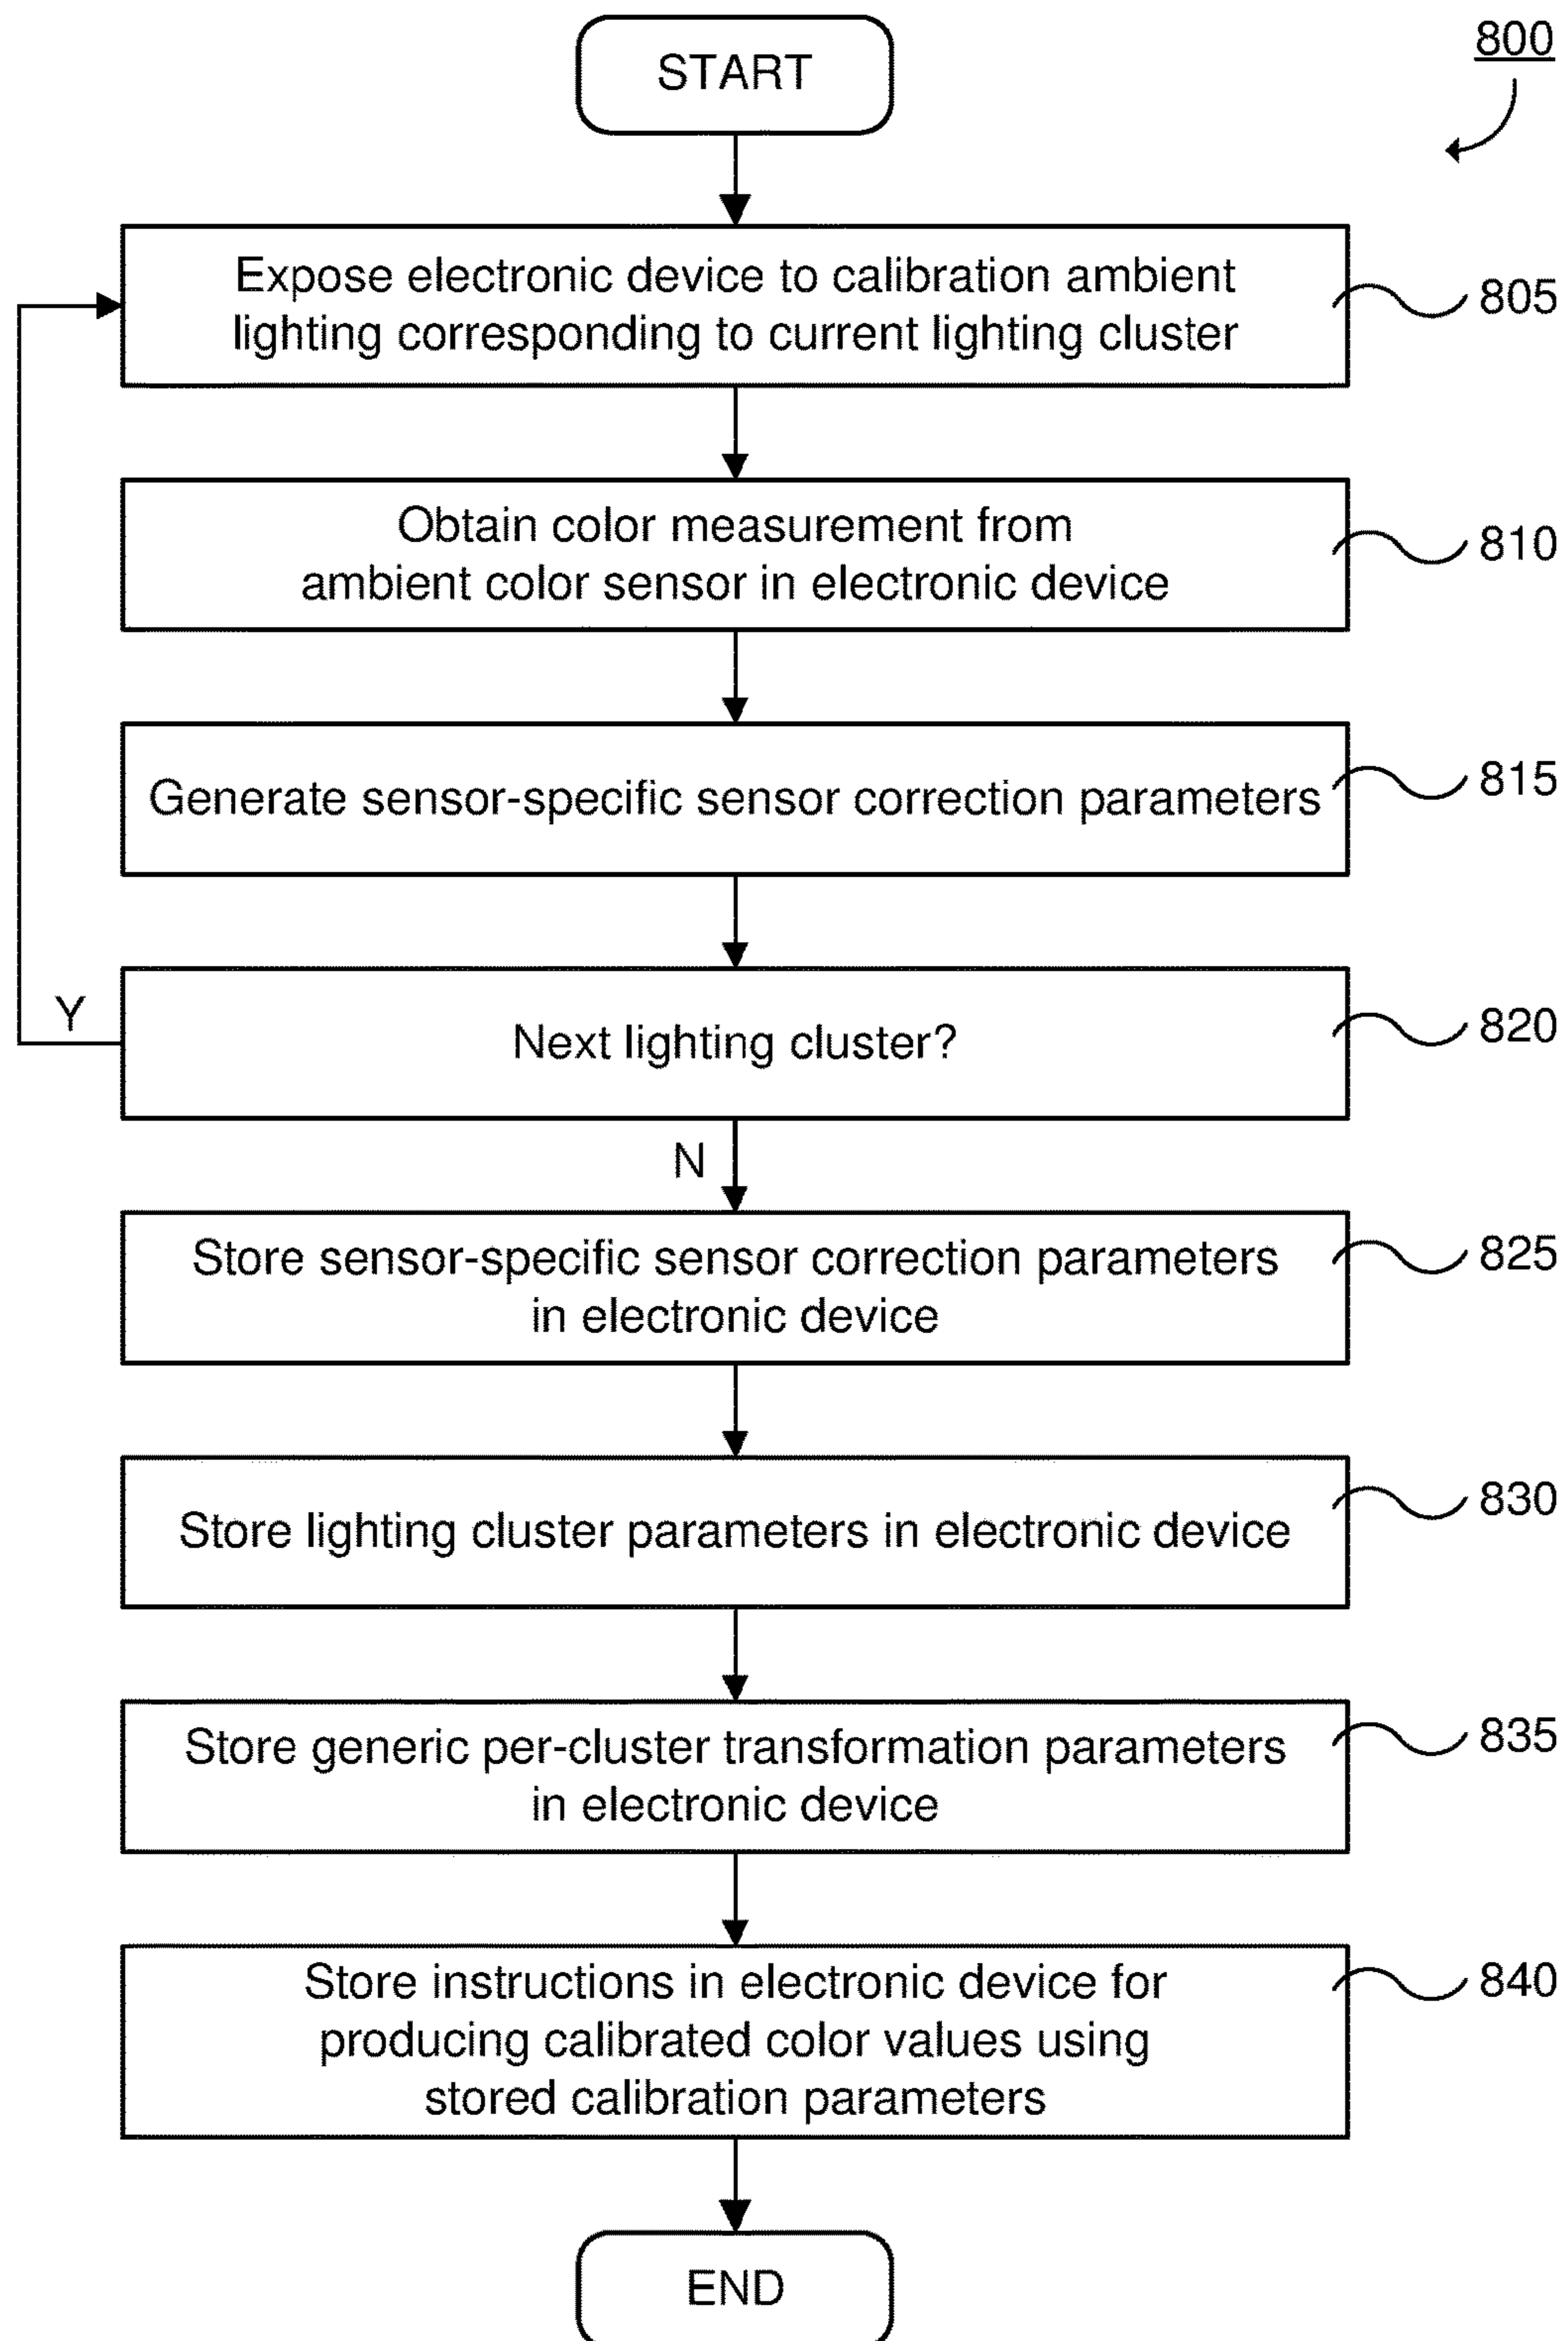 START
800
Expose electronic device to calibration ambient
lighting corresponding to current lighting cluster
805
Obtain color measurement from
ambient color sensor in electronic device
810
Generate sensor-specific sensor correction parameters
815
Next lighting cluster?
820
Y
N
Store sensor-specific sensor correction parameters
in electronic device
825
Store lighting cluster parameters in electronic device
830
Store generic per-cluster transformation parameters
in electronic device
835
Store instructions in electronic device for
producing calibrated color values using
stored calibration parameters
840
END